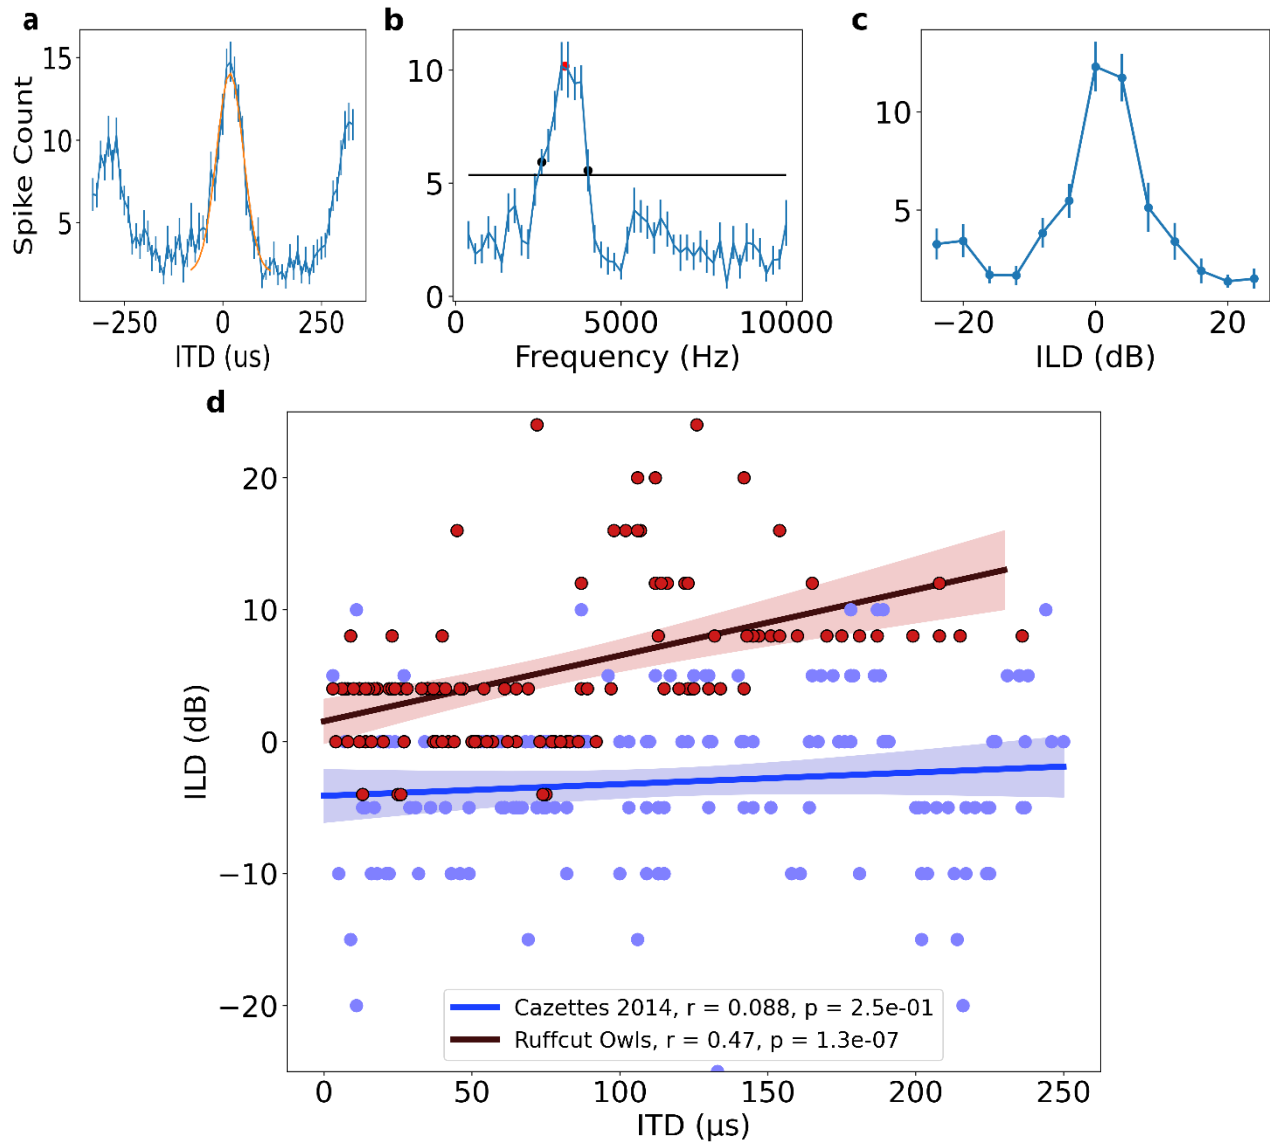 a
b
c
Spike Count
15
10
5
−250
0
250
ITD (us)
10
5
0
0
5000
10000
Frequency (Hz)
10
5
−20
0
20
ILD (dB)
d
ILD (dB)
20
10
0
−10
−20
Cazettes 2014, r = 0.088, p = 2.5e-01
Ruffcut Owls, r = 0.47, p = 1.3e-07
0
50
100
150
200
250
ITD (μs)